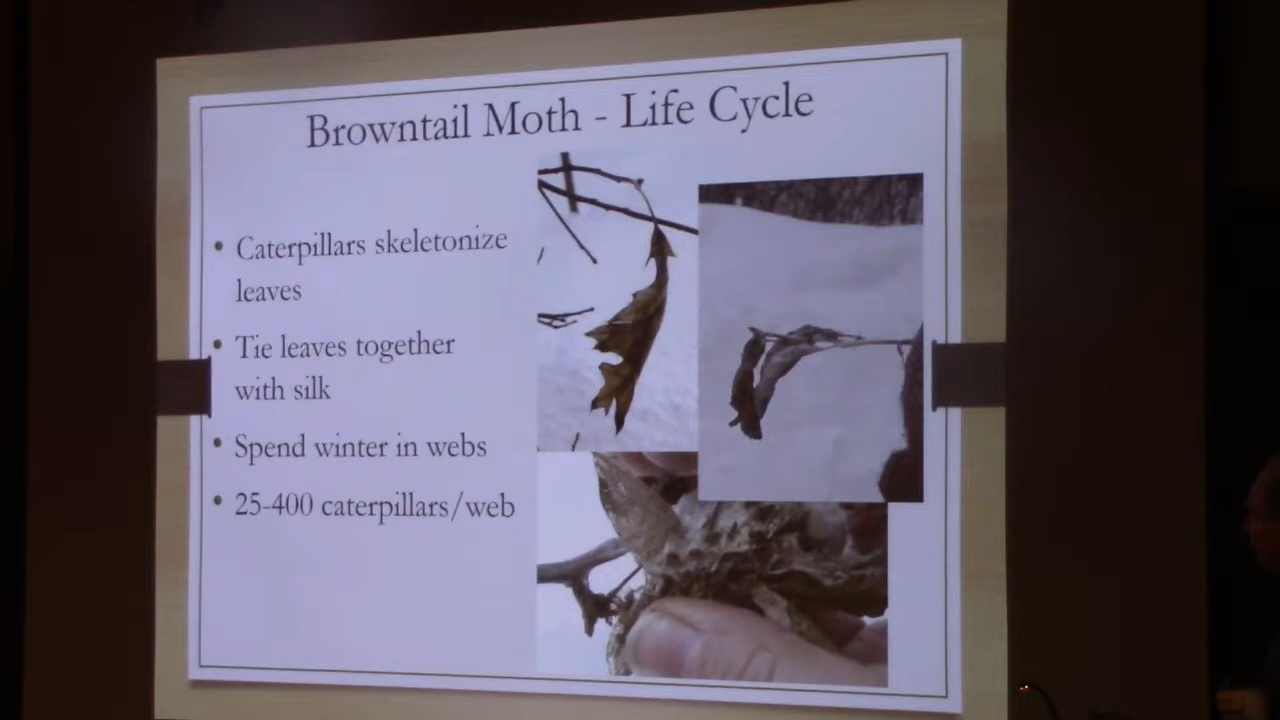 Browntail Moth - Life Cycle
• Caterpillars skeletonize
leaves
• Tie leaves together
with silk
• Spend winter in webs
• 25-400 caterpillars/web